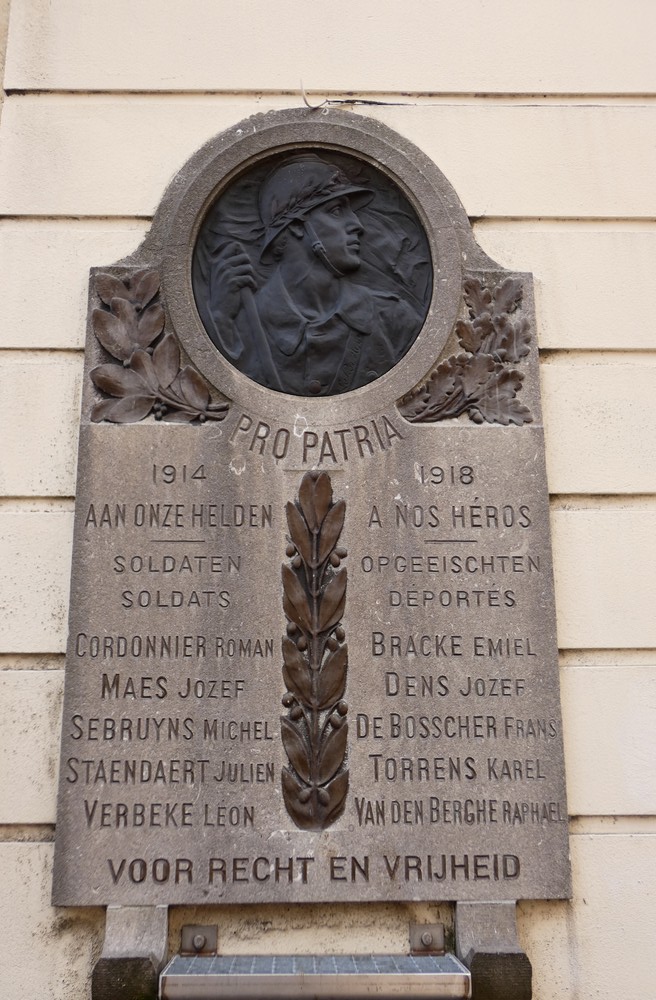 PRO PATRIA
1914 1918
AAN ONZE HELDEN
SOLDATEN
SOLDATS
CORDONNIER ROMAN
MAES JOZEF
SEBRUYNS MICHEL
STAENDAERT JULIEN
VERBEKE LÉON
A NOS HÉROS
OPGEEISCHTEN
DÉPORTÉS
BRACKE EMIEL
DENS JOZEF
DE BOSSCHER FRANS
TORRENS KAREL
VAN DEN BERGHE RAPHAEL
VOOR RECHT EN VRIJHEID